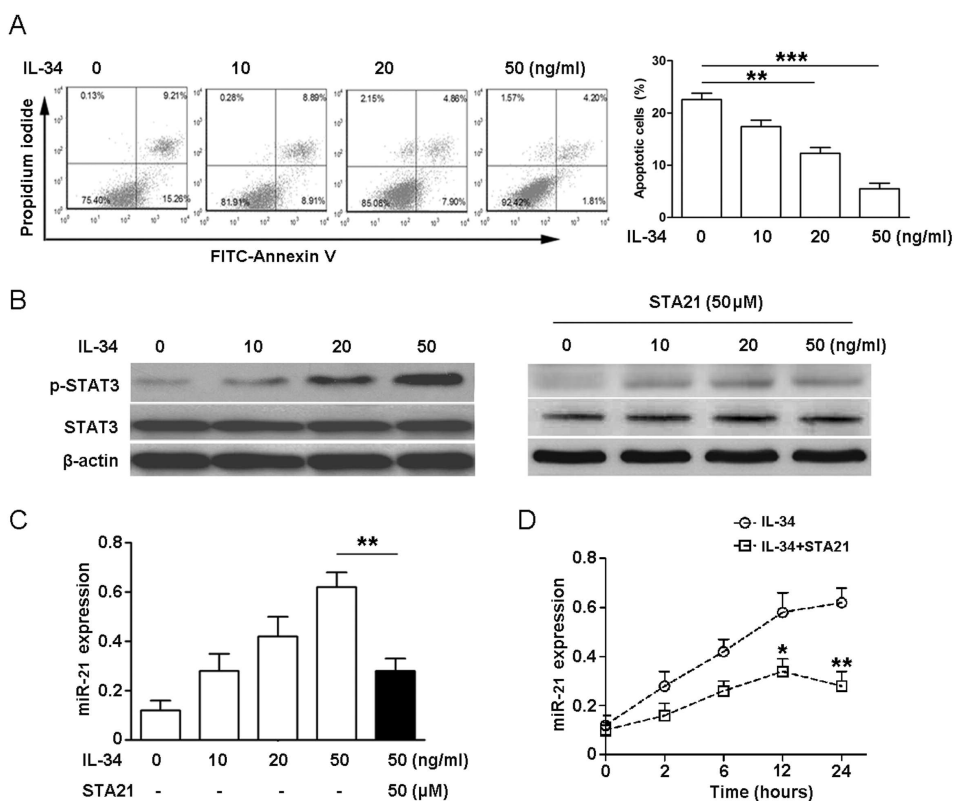 A
IL-34 0 10 20 50 (ng/ml)
Propidium iodide
0.13% 9.21%
75.40% 15.26%
0.28% 8.89%
81.91% 8.91%
2.15% 4.86%
85.08% 7.90%
1.57% 4.20%
92.42% 1.81%
FITC-Annexin V
Apoptotic cells (%)
30
20
10
0
** ***
IL-34 0 10 20 50 (ng/ml)
B
IL-34 0 10 20 50
p-STAT3
STAT3
β-actin
STA21 (50μM)
0 10 20 50 (ng/ml)
C
miR-21 expression
0.8
0.6
0.4
0.2
0
**
IL-34 0 10 20 50 50 (ng/ml)
STA21 - - - - 50 (μM)
D
IL-34
IL-34+STA21
miR-21 expression
0.8
0.6
0.4
0.2
0
* **
0 2 6 12 24
Time (hours)